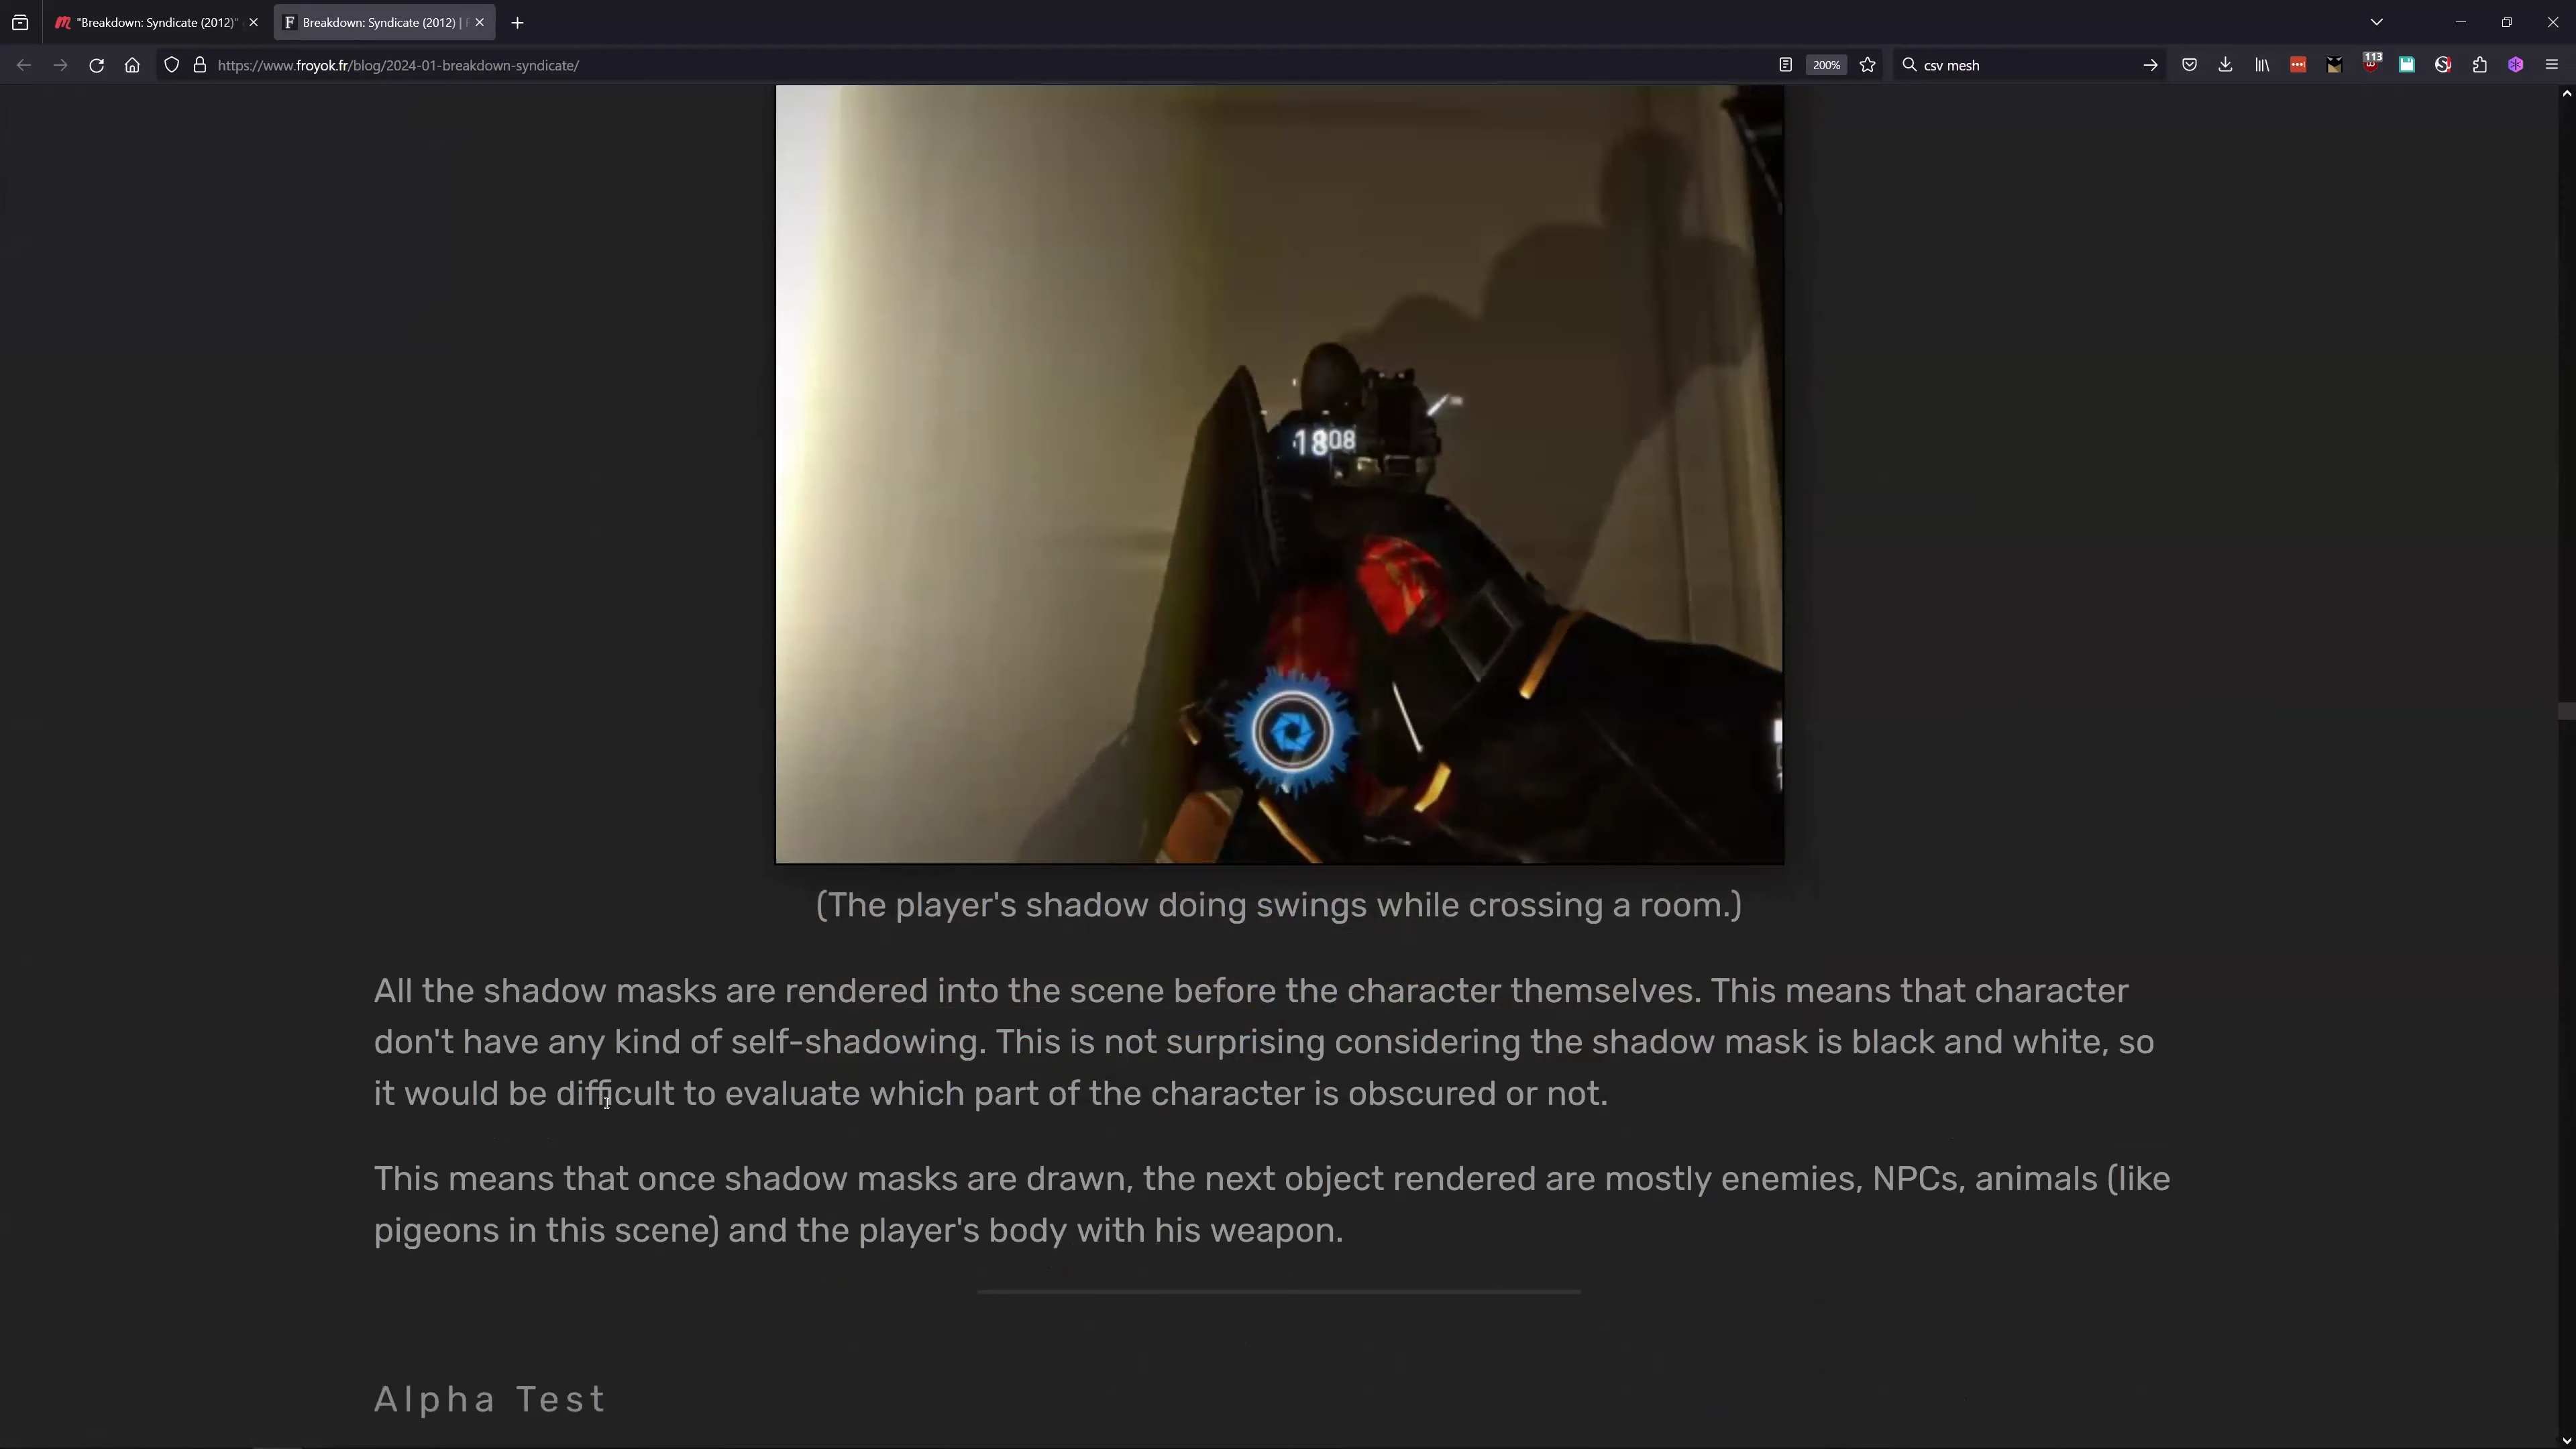 "Breakdown: Syndicate (2012)"
Breakdown: Syndicate (2012) |
https://www.froyok.fr/blog/2024-01-breakdown-syndicate/
200%
csv mesh
113
1808
(The player's shadow doing swings while crossing a room.)
All the shadow masks are rendered into the scene before the character themselves. This means that character
don't have any kind of self-shadowing. This is not surprising considering the shadow mask is black and white, so
it would be difficult to evaluate which part of the character is obscured or not.
This means that once shadow masks are drawn, the next object rendered are mostly enemies, NPCs, animals (like
pigeons in this scene) and the player's body with his weapon.
Alpha Test